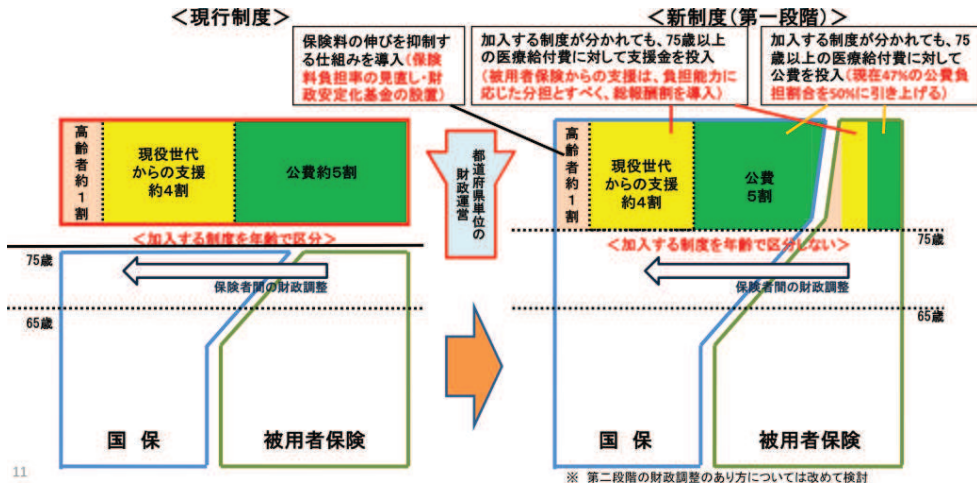 ＜現行制度＞
＜新制度（第一段階）＞
保険料の伸びを抑制す
る仕組みを導入（保険
料負担率の見直し・財
政安定化基金の設置）
加入する制度が分かれても、75歳以上
の医療給付費に対して支援金を投入
（被用者保険からの支援は、負担能力に
応じた分担とすべく、総報酬割を導入）
加入する制度が分かれても、75
歳以上の医療給付費に対して
公費を投入（現在47%の公費負
担割合を50%に引き上げる）
高齢者約１割
現役世代
からの支援
約４割
公費約５割
都道府県単位の
財政運営
高齢者約１割
現役世代
からの支援
約４割
公費
５割
＜加入する制度を年齢で区分＞
＜加入する制度を年齢で区分しない＞
75歳
75歳
保険者間の財政調整
保険者間の財政調整
65歳
65歳
国 保
被用者保険
国 保
被用者保険
11
※ 第二段階の財政調整のあり方については改めて検討